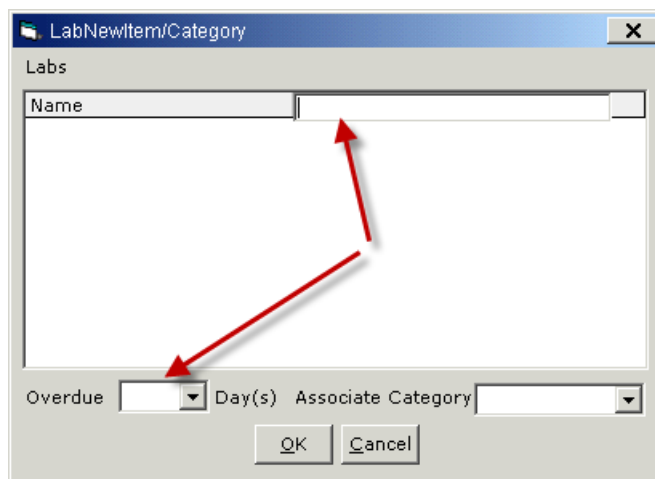 LabNewItem/Category
Labs
Name
Overdue Day(s) Associate Category
OK Cancel